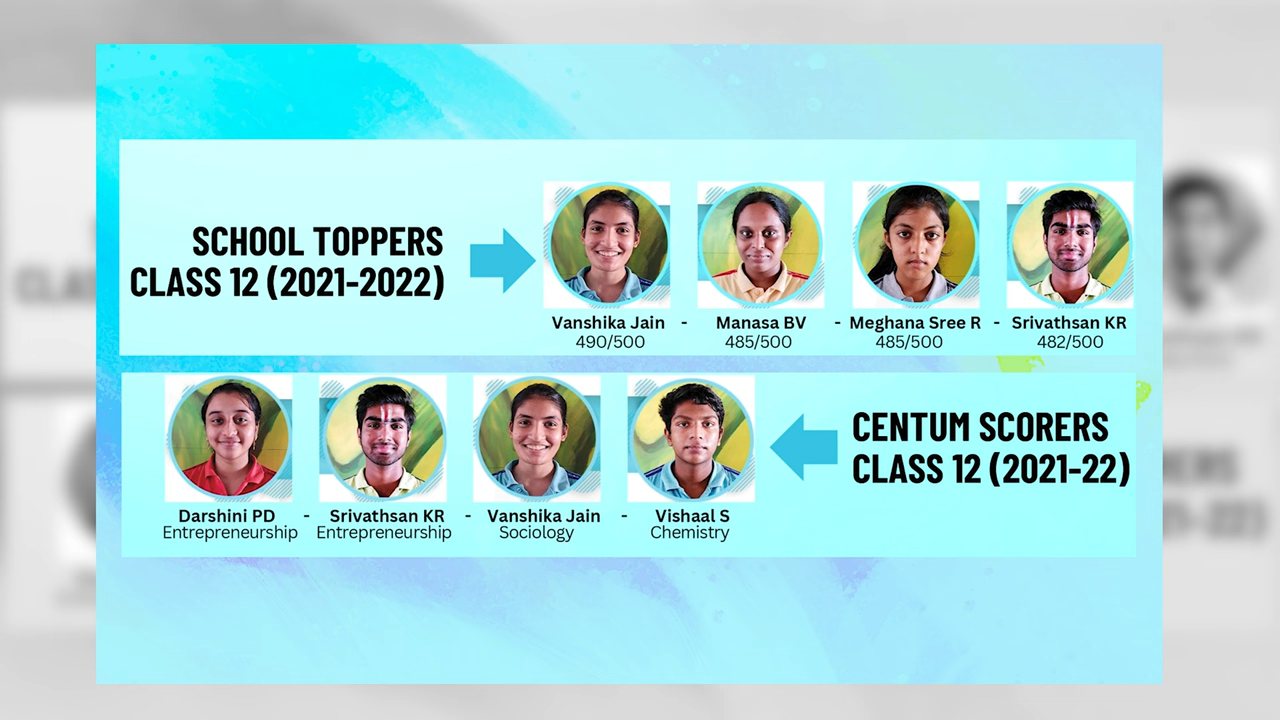 SCHOOL TOPPERS
CLASS 12 (2021-2022)
Vanshika Jain - Manasa BV - Meghana Sree R - Srivathsan KR
490/500 485/500 485/500 482/500
Darshini PD - Srivathsan KR - Vanshika Jain - Vishaal S
Entrepreneurship Entrepreneurship Sociology Chemistry
CENTUM SCORERS
CLASS 12 (2021-22)